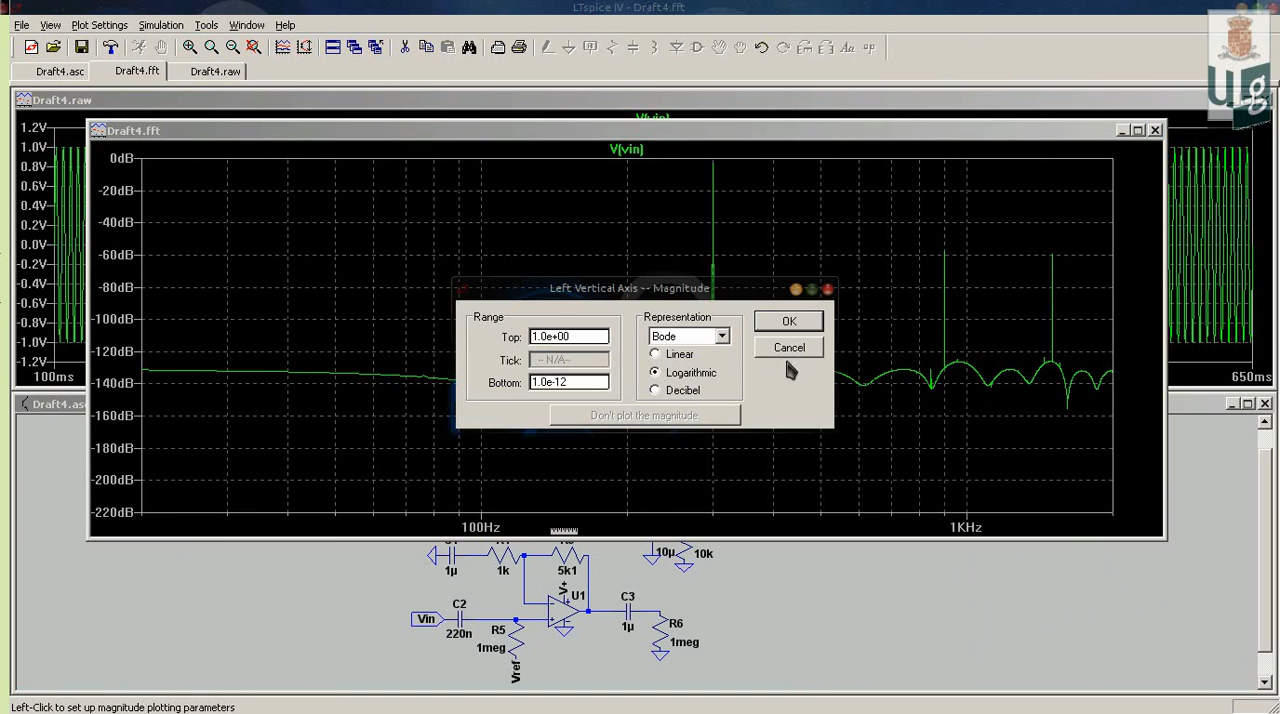 LTspice IV - Draft4.fft
File View Plot Settings Simulation Tools Window Help
Draft4.asc Draft4.fft Draft4.raw
Ug
Draft4.raw
V(vin)
1.2V
1.0V
0.8V
0.6V
0.4V
0.2V
0.0V
-0.2V
-0.4V
-0.6V
-0.8V
-1.0V
-1.2V
100ms
650ms
Draft4.fft
V(vin)
0dB
-20dB
-40dB
-60dB
-80dB
-100dB
-120dB
-140dB
-160dB
-180dB
-200dB
-220dB
100Hz
1KHz
Left Vertical Axis -- Magnitude
Range
Top: 1.0e+00
Tick: -- N/A--
Bottom: 1.0e-12
Representation
Bode
Linear
Logarithmic
Decibel
OK
Cancel
Don't plot the magnitude.
1µ
1k
5k1
10µ
10k
V+
U1
Vin
C2
220n
R5
1meg
Vref
C3
1µ
R6
1meg
Left-Click to set up magnitude plotting parameters